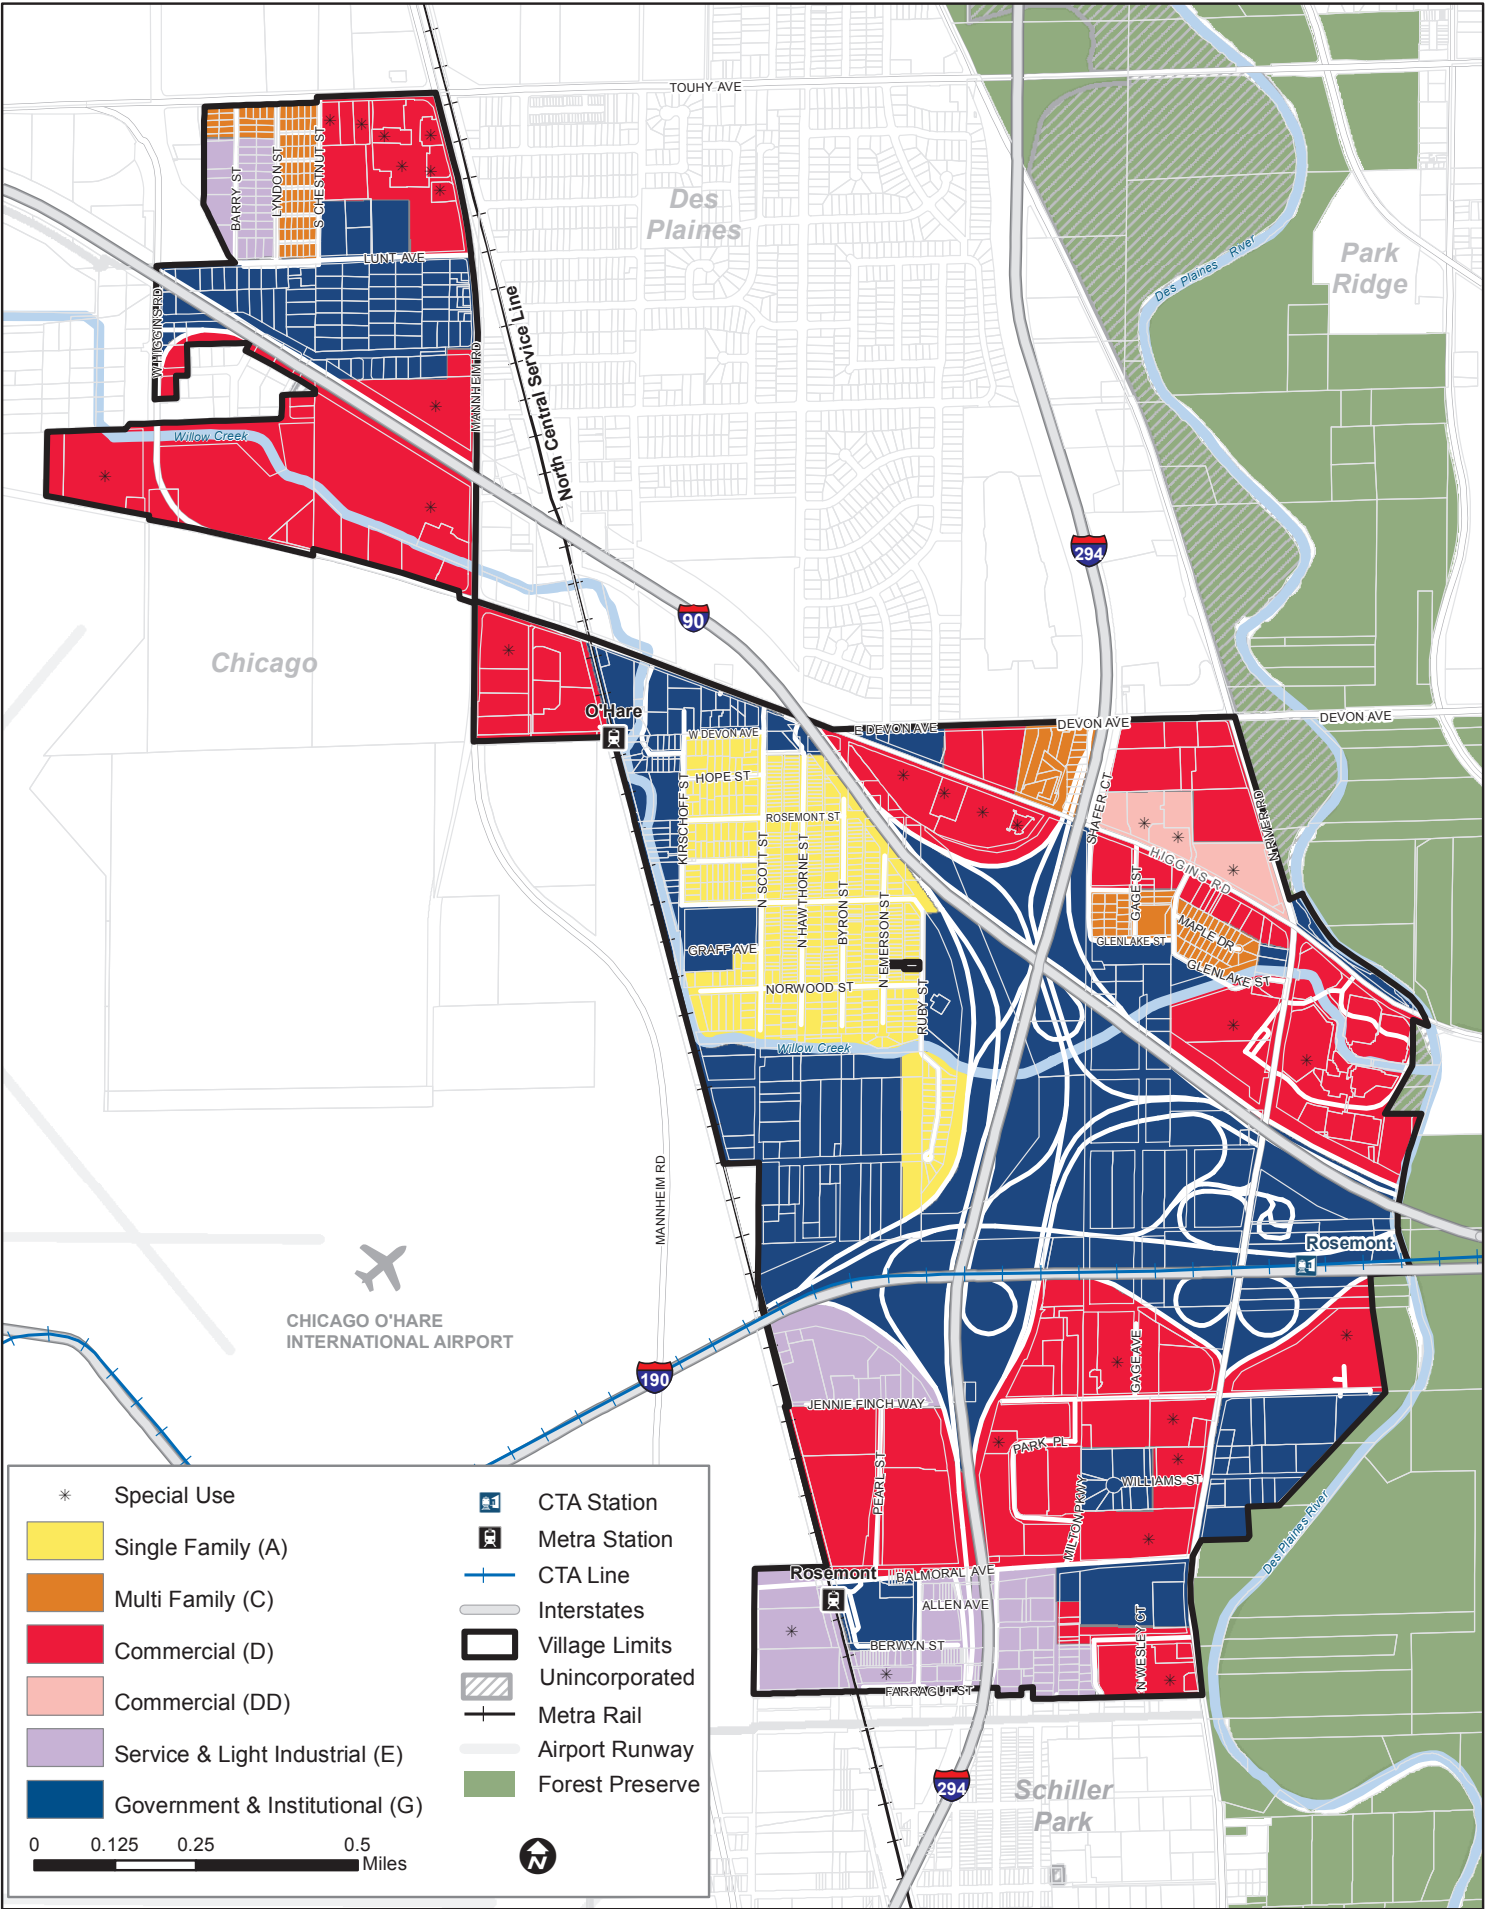 TOUHY AVE
BARRY ST
LYNDON ST
S CHESTNUT ST
Des
Plaines
Park
Ridge
Des Plaines River
LUNT AVE
W HIGGINS RD
MANNHEIM RD
North Central Service Line
Willow Creek
294
90
Chicago
O'Hare
W DEVON AVE
E DEVON AVE
DEVON AVE
DEVON AVE
HOPE ST
KIRSCHOFF ST
ROSEMONT ST
N SCOTT ST
N HAWTHORNE ST
BYRON ST
N EMERSON ST
SHAFER CT
N RIVER RD
HIGGINS RD
GAGE ST
MAPLE DR
GLENLAKE ST
GLENLAKE ST
GRAFF AVE
NORWOOD ST
RUBY ST
Willow Creek
MANNHEIM RD
Rosemont
CHICAGO O'HARE
INTERNATIONAL AIRPORT
190
GAGE AVE
JENNIE FINCH WAY
PEARL ST
PARK PL
WILLIAMS ST
MILTON PKWY
Des Plaines River
Rosemont
BALMORAL AVE
ALLEN AVE
BERWYN ST
N WESLEY CT
FARRAGUT ST
294
Schiller
Park
Special Use
Single Family (A)
Multi Family (C)
Commercial (D)
Commercial (DD)
Service & Light Industrial (E)
Government & Institutional (G)
CTA Station
Metra Station
CTA Line
Interstates
Village Limits
Unincorporated
Metra Rail
Airport Runway
Forest Preserve
0 0.125 0.25 0.5
Miles
N